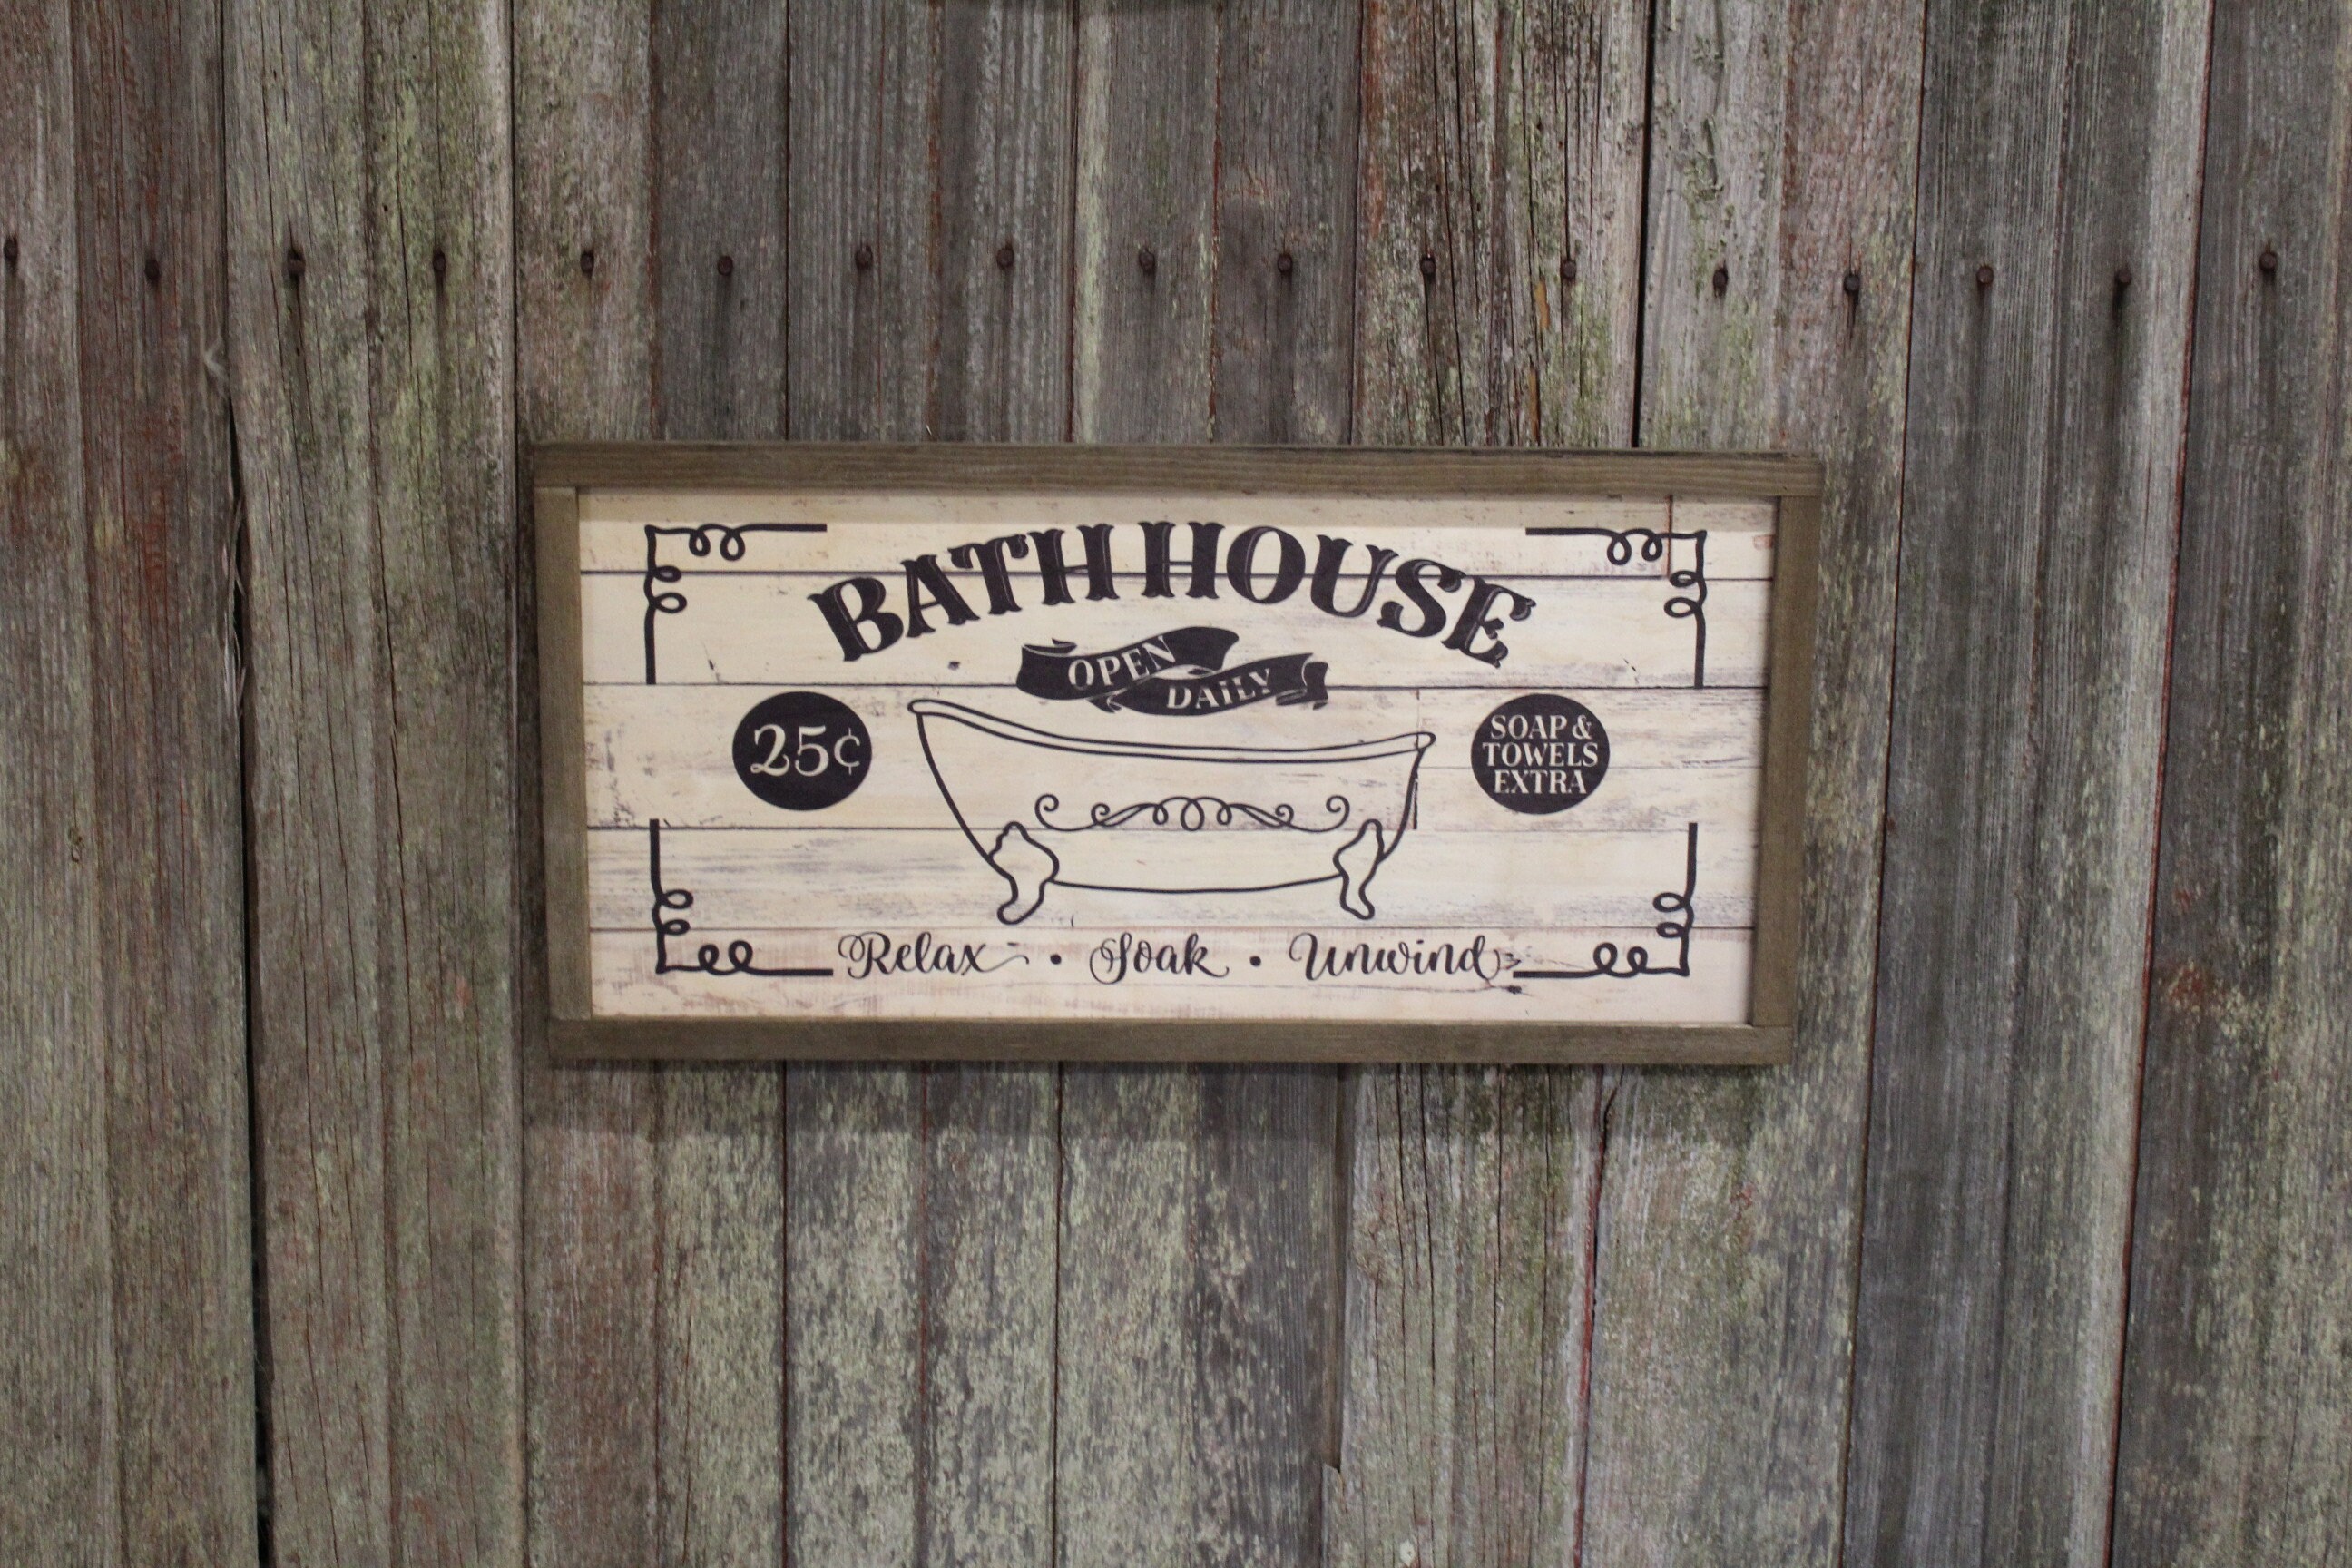 BATH HOUSE
OPEN
DAILY
25¢
SOAP &
TOWELS
EXTRA
Relax • Soak • Unwind